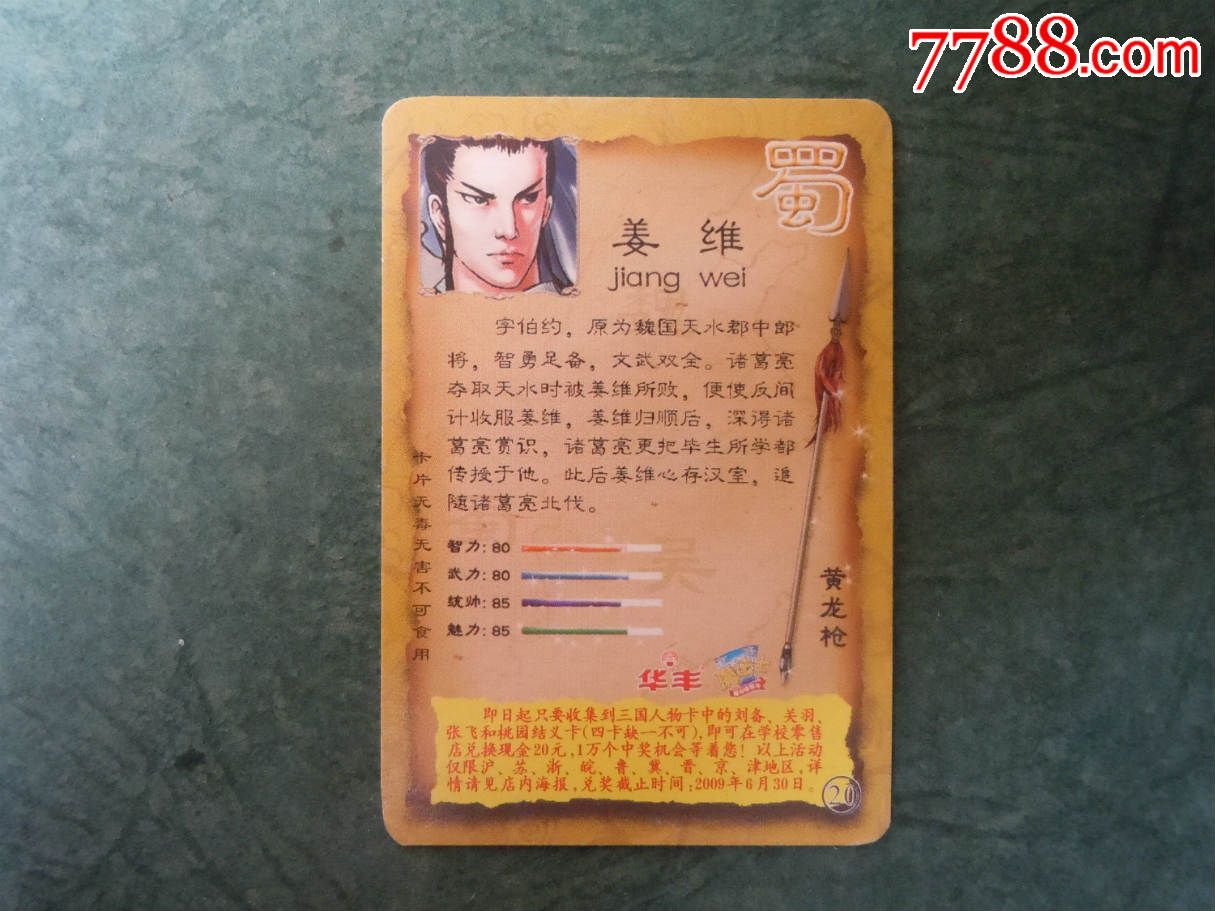 7788.com
蜀
姜 维
jiang wei
字伯约，原为魏国天水郡中郎
将，智勇足备，文武双全。诸葛亮
夺取天水时被姜维所败，便使反间
计收服姜维，姜维归顺后，深得诸
葛亮赏识，诸葛亮更把毕生所学都
传授于他。此后姜维心存汉室，追
随诸葛亮北伐。
卡片无毒无害不可食用
智力：80
武力：80
统帅：85
魅力：85
黄龙枪
华丰
即日起只要收集到三国人物卡中的刘备、关羽、
张飞和桃园结义卡(四卡缺一不可)，即可在学校零售
店兑换现金20元，1万个中奖机会等着您！以上活动
仅限沪、苏、浙、皖、鲁、冀、晋、京、津地区，详
情请见店内海报，兑奖截止时间：2009年6月30日。
20